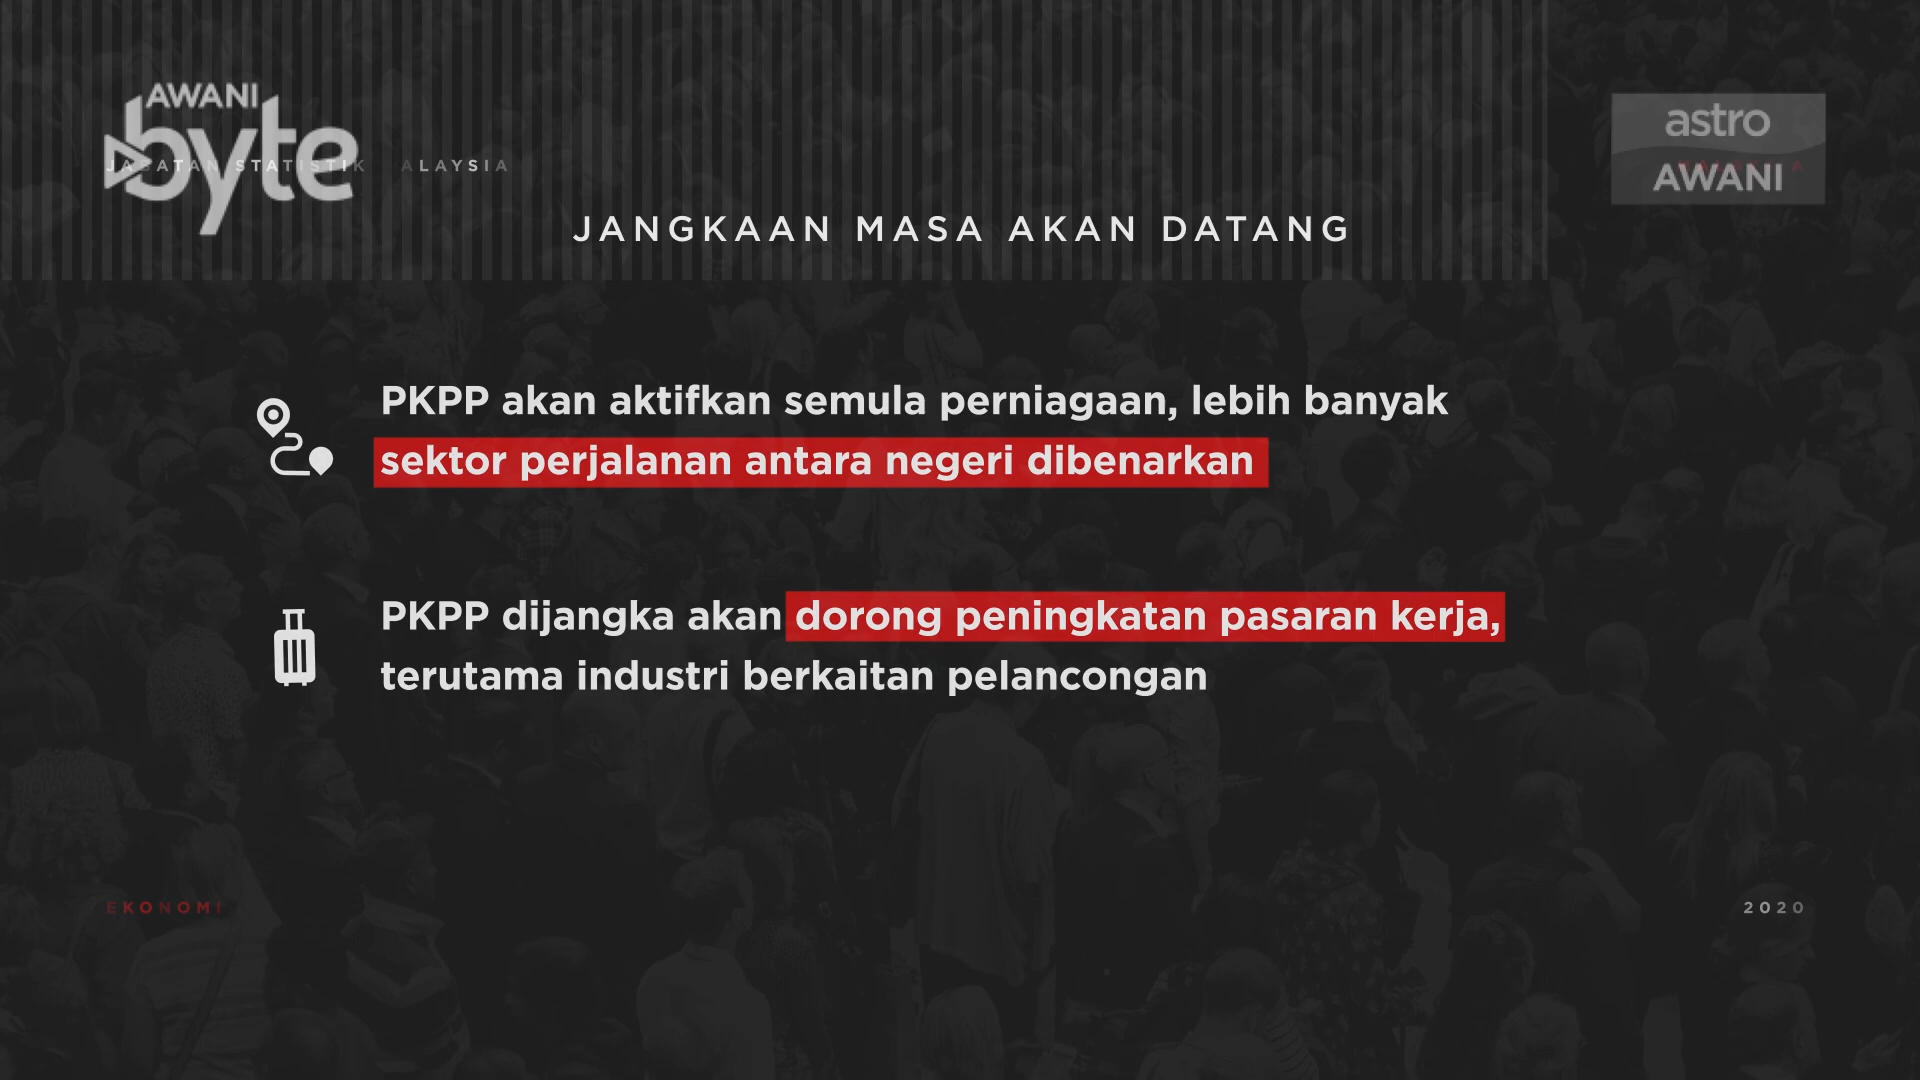 AWANI
byte
astro
AWANI
JANGKAAN MASA AKAN DATANG
PKPP akan aktifkan semula perniagaan, lebih banyak
sektor perjalanan antara negeri dibenarkan
PKPP dijangka akan dorong peningkatan pasaran kerja,
terutama industri berkaitan pelancongan
EKONOMI
2020